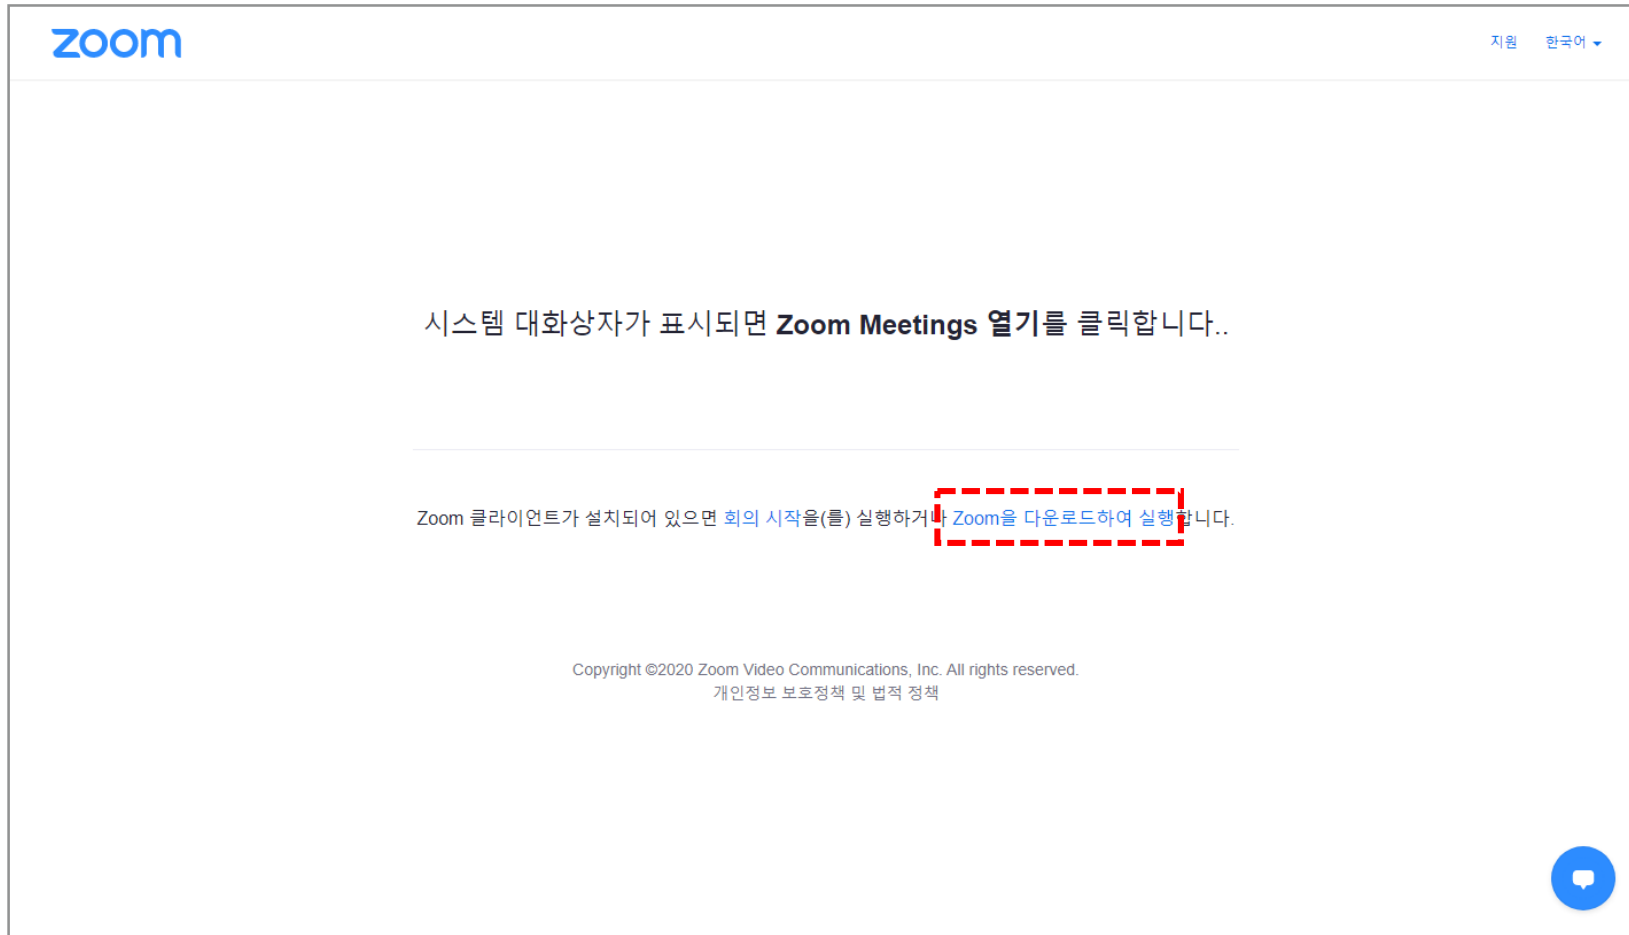 zoom
지원 한국어
시스템 대화상자가 표시되면 Zoom Meetings 열기를 클릭합니다..
Zoom 클라이언트가 설치되어 있으면 회의 시작을(를) 실행하거나 Zoom을 다운로드하여 실행합니다.
Copyright ©2020 Zoom Video Communications, Inc. All rights reserved.
개인정보 보호정책 및 법적 정책